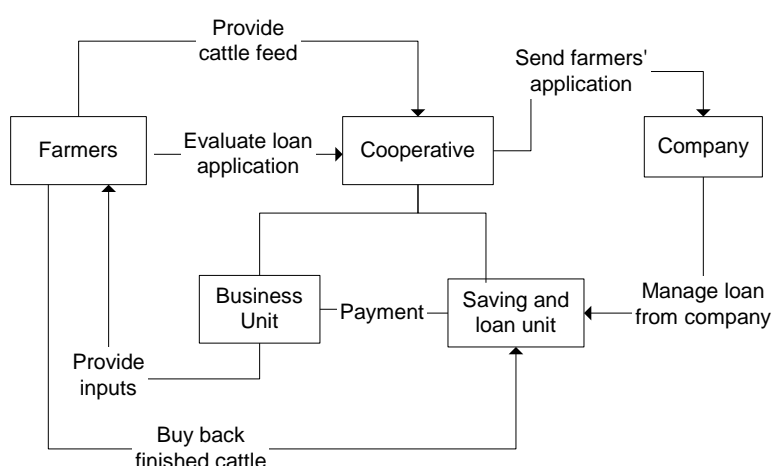 Provide
cattle feed
Send farmers'
application
Farmers
Evaluate loan
application
Cooperative
Company
Business
Unit
Payment
Saving and
loan unit
Manage loan
from company
Provide
inputs
Buy back
finished cattle